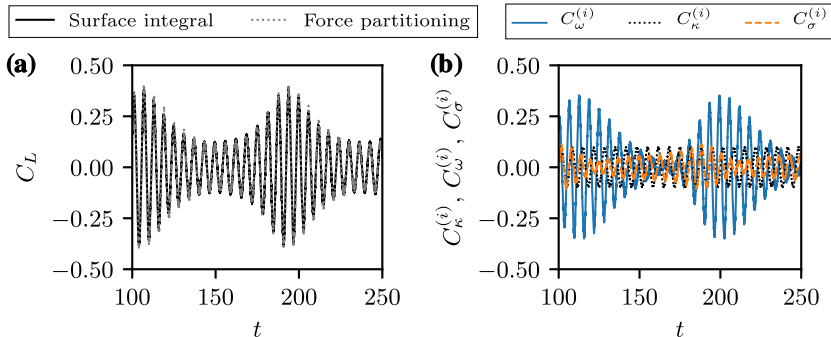 Surface integral Force partitioning
C_ω^(i) C_κ^(i) C_σ^(i)
(a)
0.50
0.25
0.00
−0.25
−0.50
C_L
100 150 200 250
t
(b)
0.50
0.25
0.00
−0.25
−0.50
C_κ^(i) , C_ω^(i) , C_σ^(i)
100 150 200 250
t